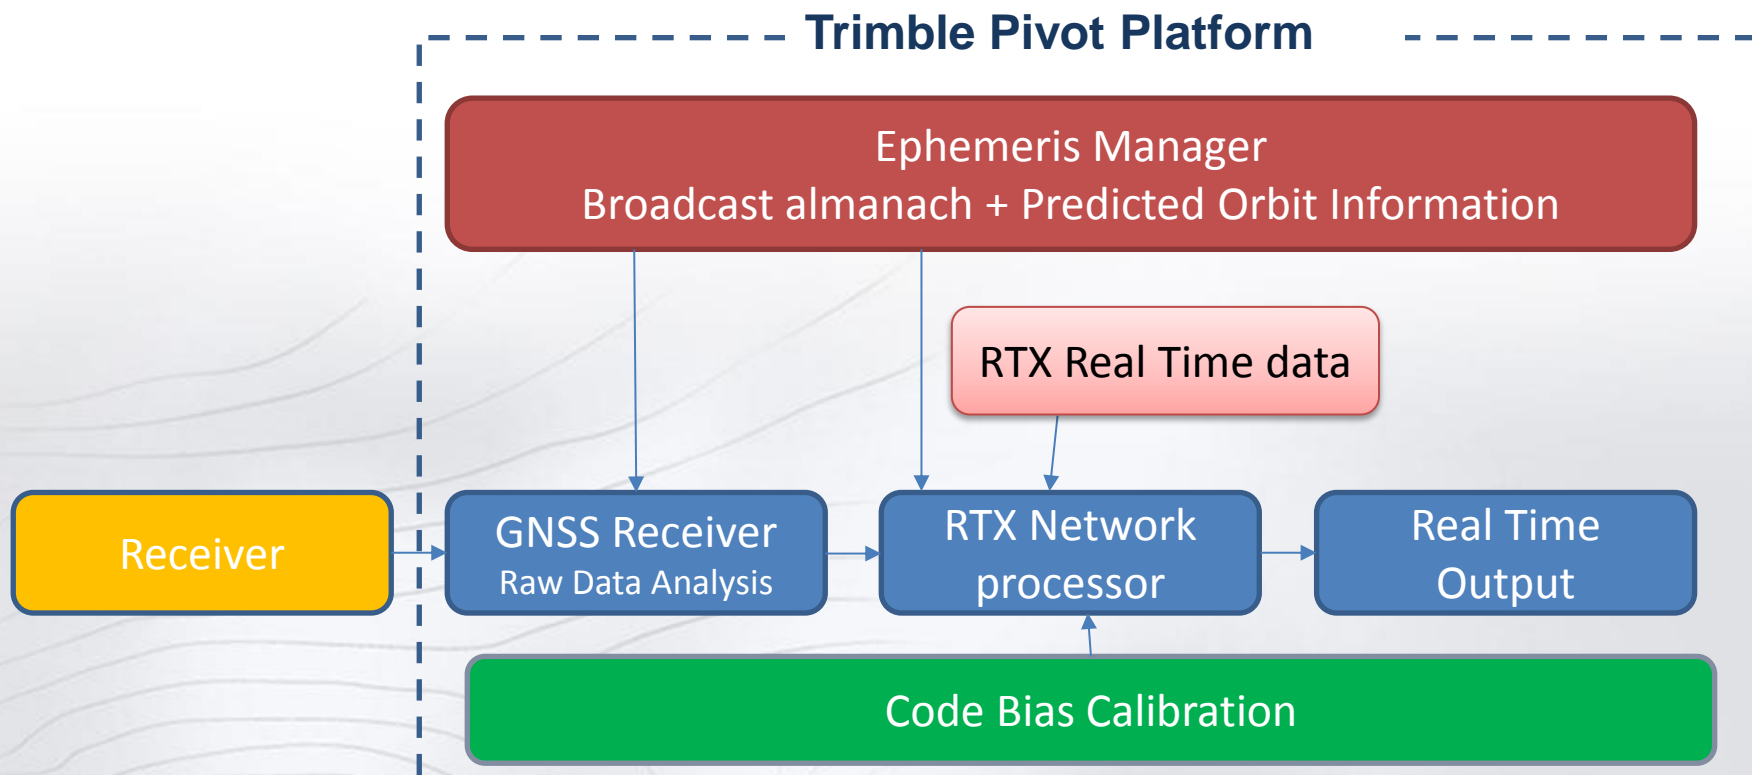 Trimble Pivot Platform
Ephemeris Manager
Broadcast almanach + Predicted Orbit Information
RTX Real Time data
Receiver
GNSS Receiver
Raw Data Analysis
RTX Network
processor
Real Time
Output
Code Bias Calibration